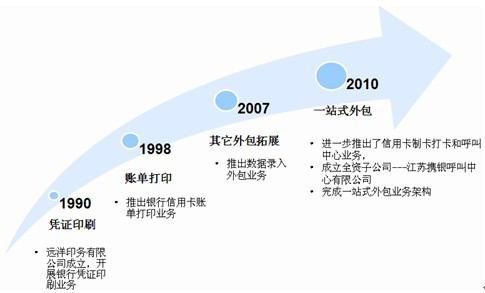 1990
凭证印刷
• 远洋印务有限
公司成立，开
展银行凭证印
刷业务
1998
账单打印
• 推出银行信用卡账
单打印业务
2007
其它外包拓展
• 推出数据录入
外包业务
2010
一站式外包
• 进一步推出了信用卡制卡打卡和呼叫
中心业务，
• 成立全资子公司---江苏携银呼叫中
心有限公司
• 完成一站式外包业务架构